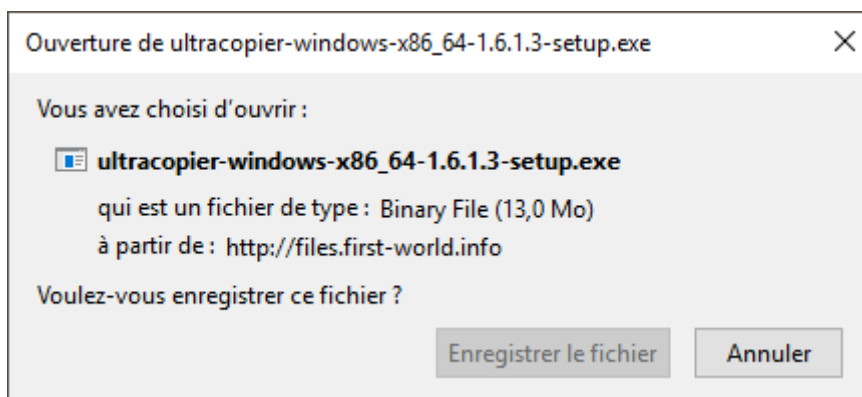 Ouverture de ultracopier-windows-x86_64-1.6.1.3-setup.exe
Vous avez choisi d’ouvrir :
ultracopier-windows-x86_64-1.6.1.3-setup.exe
qui est un fichier de type : Binary File (13,0 Mo)
à partir de : http://files.first-world.info
Voulez-vous enregistrer ce fichier ?
Enregistrer le fichier Annuler